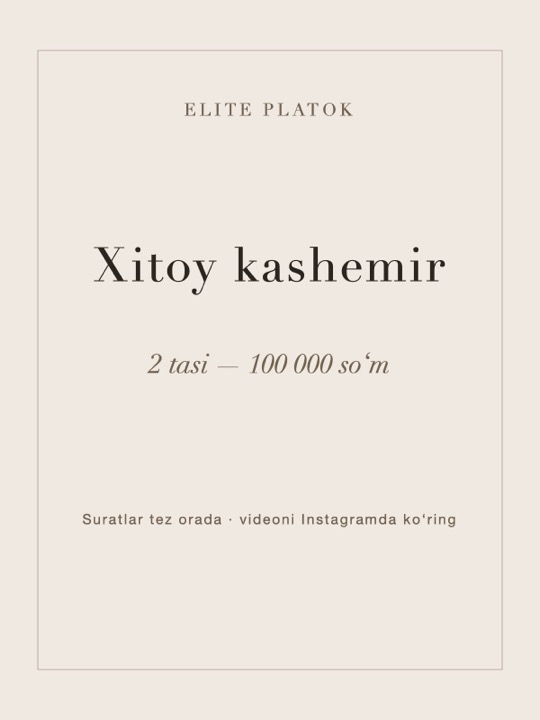 ELITE PLATOK
Xitoy kashemir
2 tasi — 100 000 so‘m
Suratlar tez orada · videoni Instagramda ko‘ring